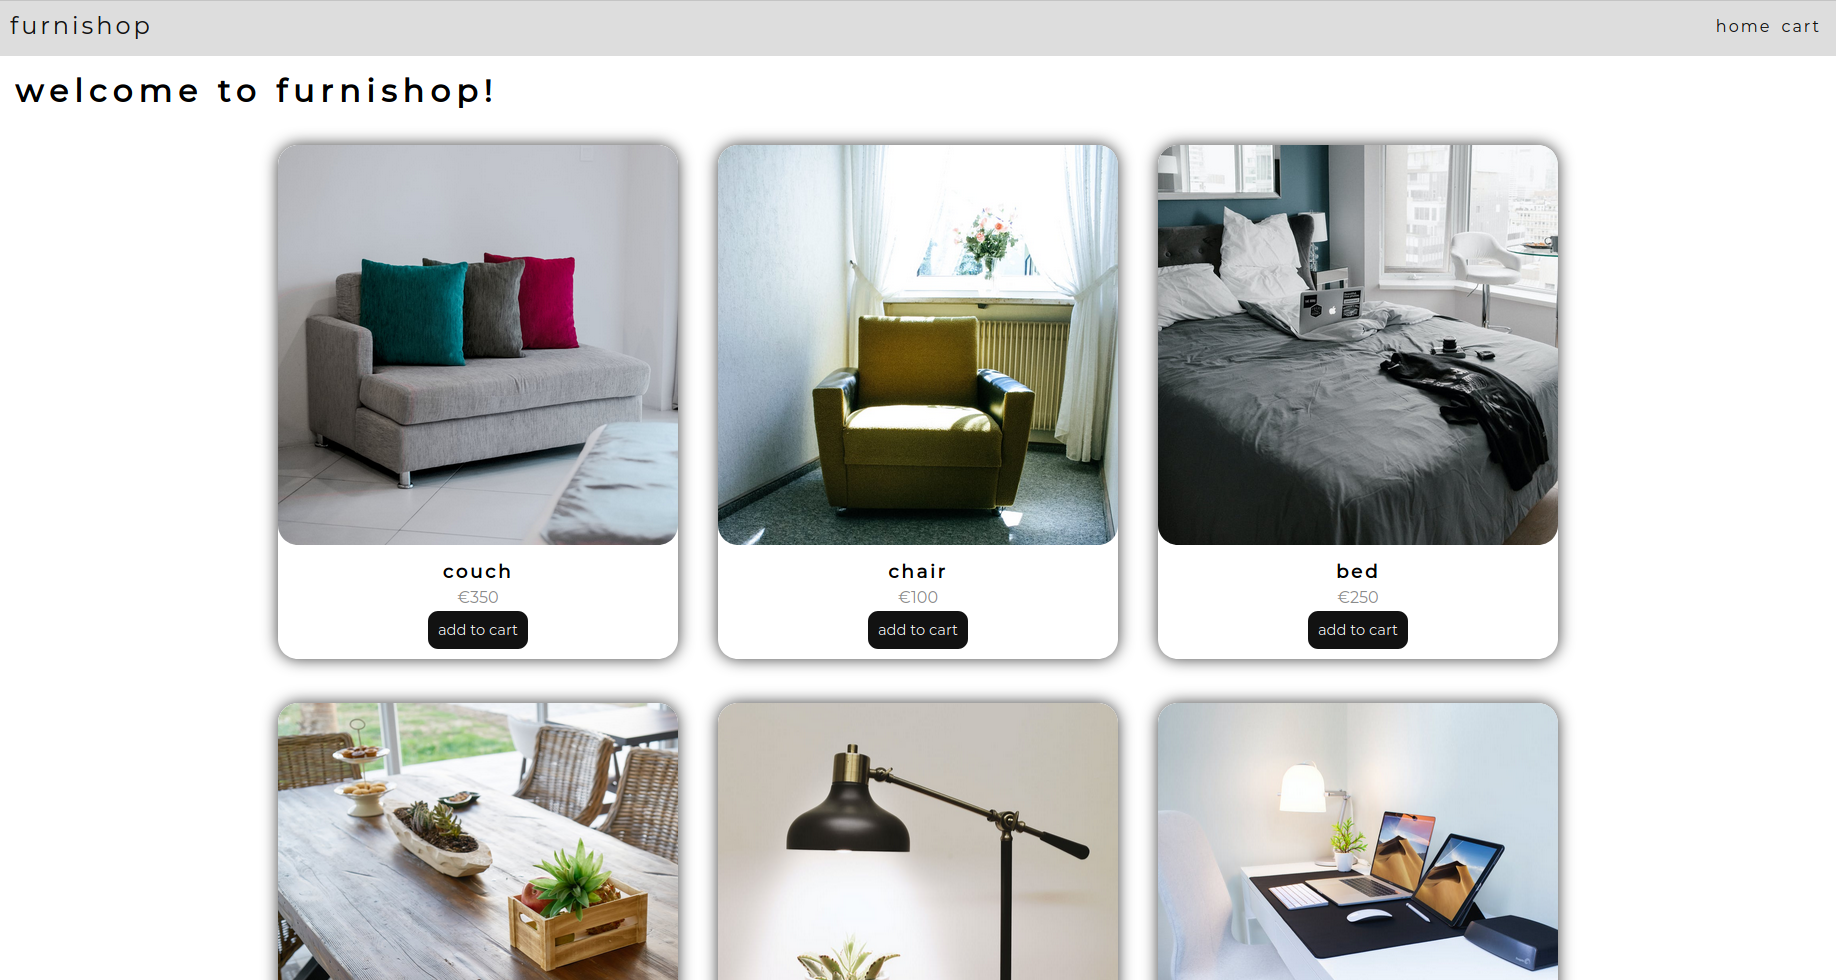 furnishop
home cart
welcome to furnishop!
couch
€350
add to cart
chair
€100
add to cart
bed
€250
add to cart